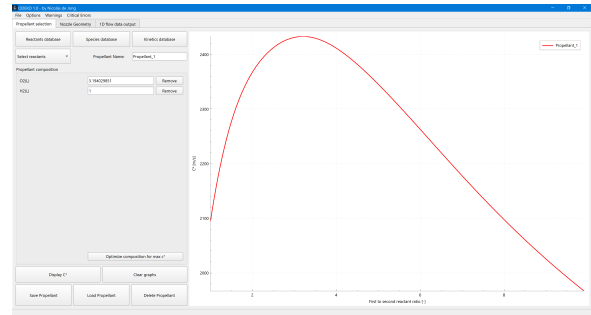 CORSED 1.0 - by Nicolas de Jong
File Options Warnings Critical Errors
Propellant selection Nozzle Geometry 1D flow data output
Reactants database Species database Kinetics database
Select reactants Propellant Name: Propellant_1
Propellant composition
O2(L) 3.194029851 Remove
H2(L) 1 Remove
Optimize composition for max c*
Display C* Clear graphs
Save Propellant Load Propellant Delete Propellant
Propellant_1
C* (m/s)
2400
2300
2200
2100
2000
2 4 6 8
First to second reactant ratio [-]